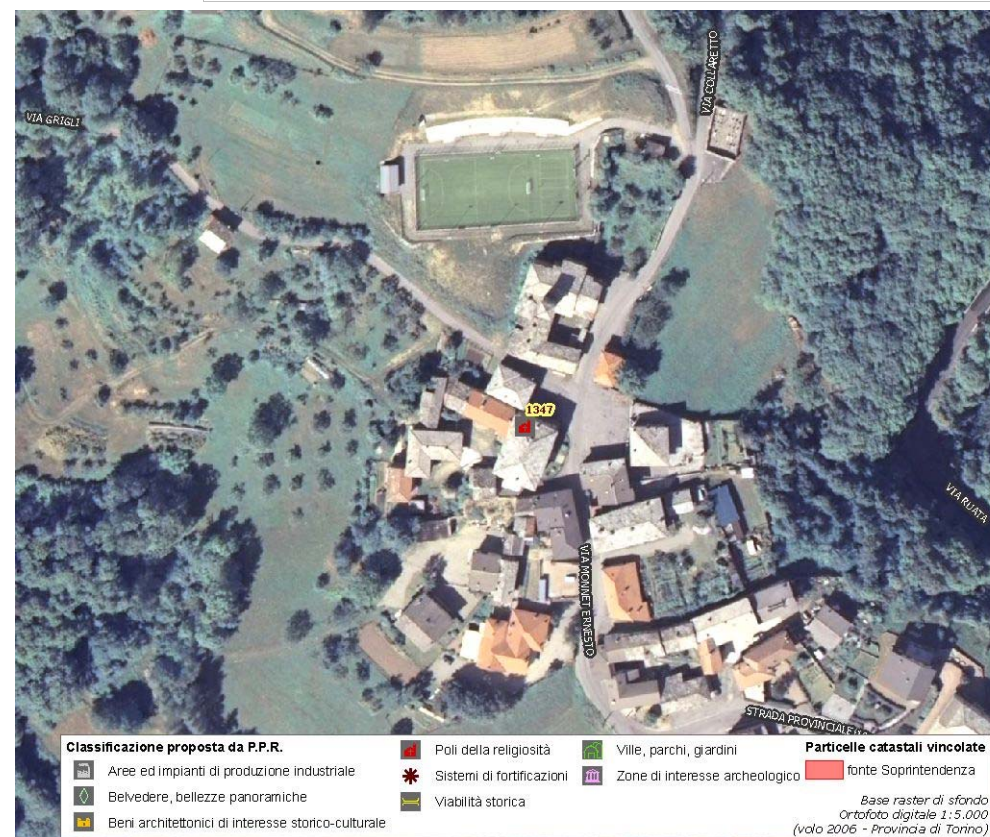 VIA COLLARETTO
VIA GRIGLI
1347
VIA RUATA
VIA MONNET ERNESTO
STRADA PROVINCIALE
Classificazione proposta da P.P.R.
Aree ed impianti di produzione industriale
Belvedere, bellezze panoramiche
Beni architettonici di interesse storico-culturale
Poli della religiosità
Sistemi di fortificazioni
Viabilità storica
Ville, parchi, giardini
Zone di interesse archeologico
Particelle catastali vincolate
fonte Soprintendenza
Base raster di sfondo
Ortofoto digitale 1:5.000
(volo 2006 - Provincia di Torino)